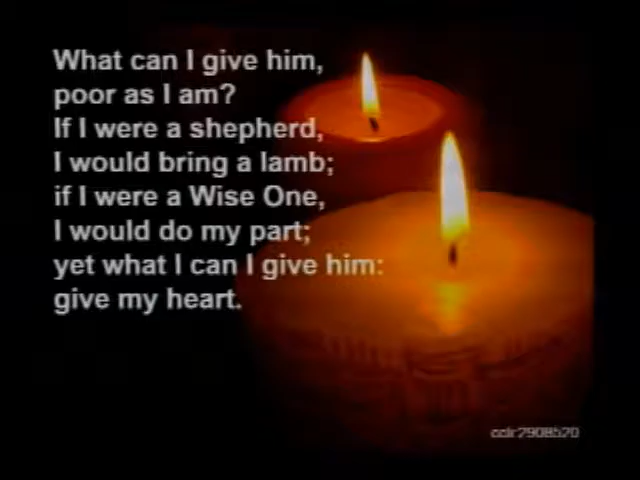 What can I give him,
poor as I am?
If I were a shepherd,
I would bring a lamb;
if I were a Wise One,
I would do my part;
yet what I can I give him:
give my heart.